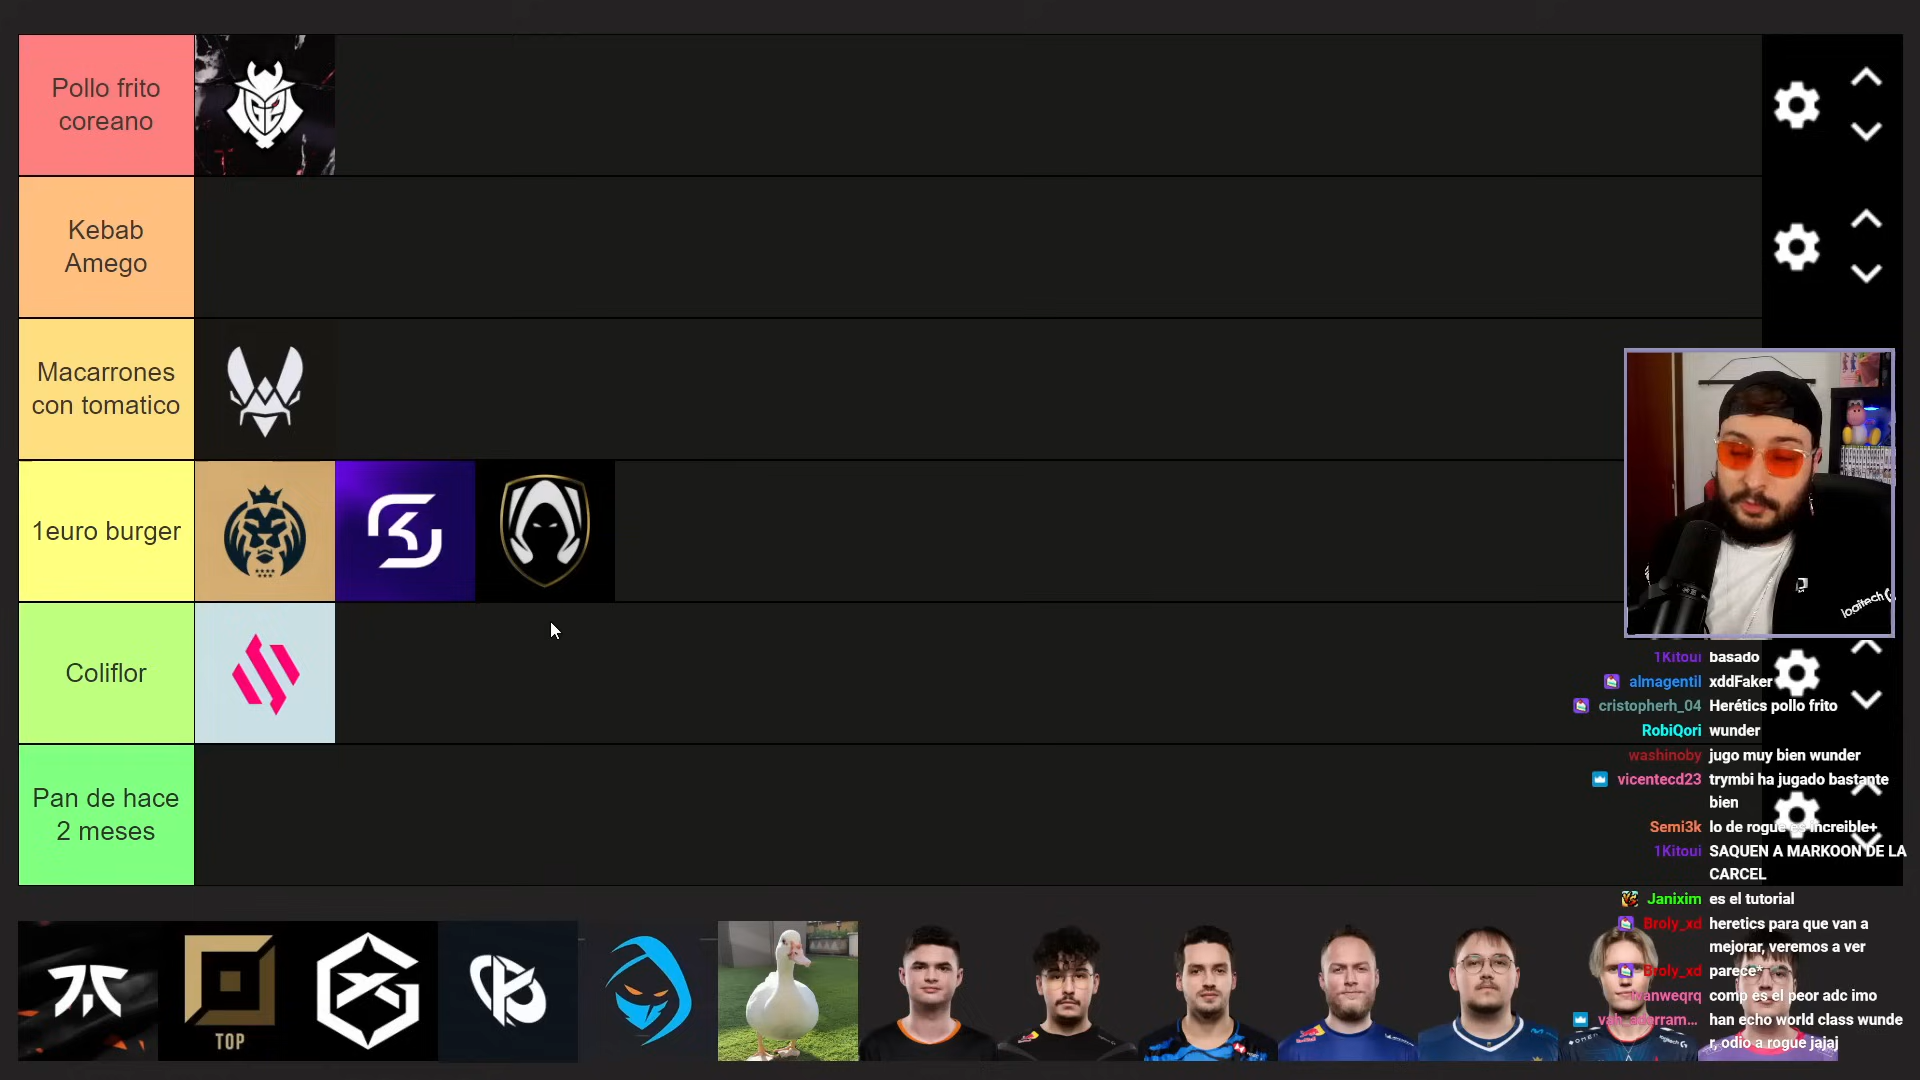 Pollo frito
coreano
Kebab
Amego
Macarrones
con tomatico
1euro burger
Coliflor
Pan de hace
2 meses
TOP
logitech G
1Kitoui basado
almagentil xddFaker
cristopherh_04 Herétics pollo frito
RobiQori wunder
washinoby jugo muy bien wunder
vicentecd23 trymbi ha jugado bastante
bien
Semi3k lo de rogue es increible+
1Kitoui SAQUEN A MARKOON DE LA
CARCEL
Janixim es el tutorial
Broly_xd heretics para que van a
mejorar, veremos a ver
Broly_xd parece*
comp es el peor adc imo
han echo world class wunde
r, odio a rogue jajaj